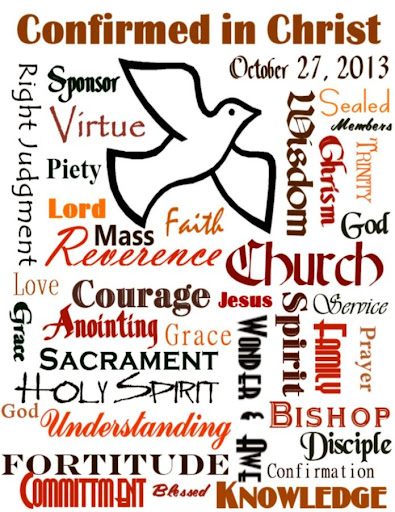 Confirmed in Christ
October 27, 2013
Right Judgment
Sponsor
Virtue
Piety
Lord
Mass
Faith
Reverence
Wisdom
Sealed
Members
Chrism
Trinity
God
Church
Love
Courage
Jesus
Spirit
Service
Grace
Anointing
Grace
Wonder & Awe
Family
Prayer
Sacrament
Holy Spirit
God
Understanding
Bishop
Disciple
Fortitude
Confirmation
Committment
Blessed
Knowledge